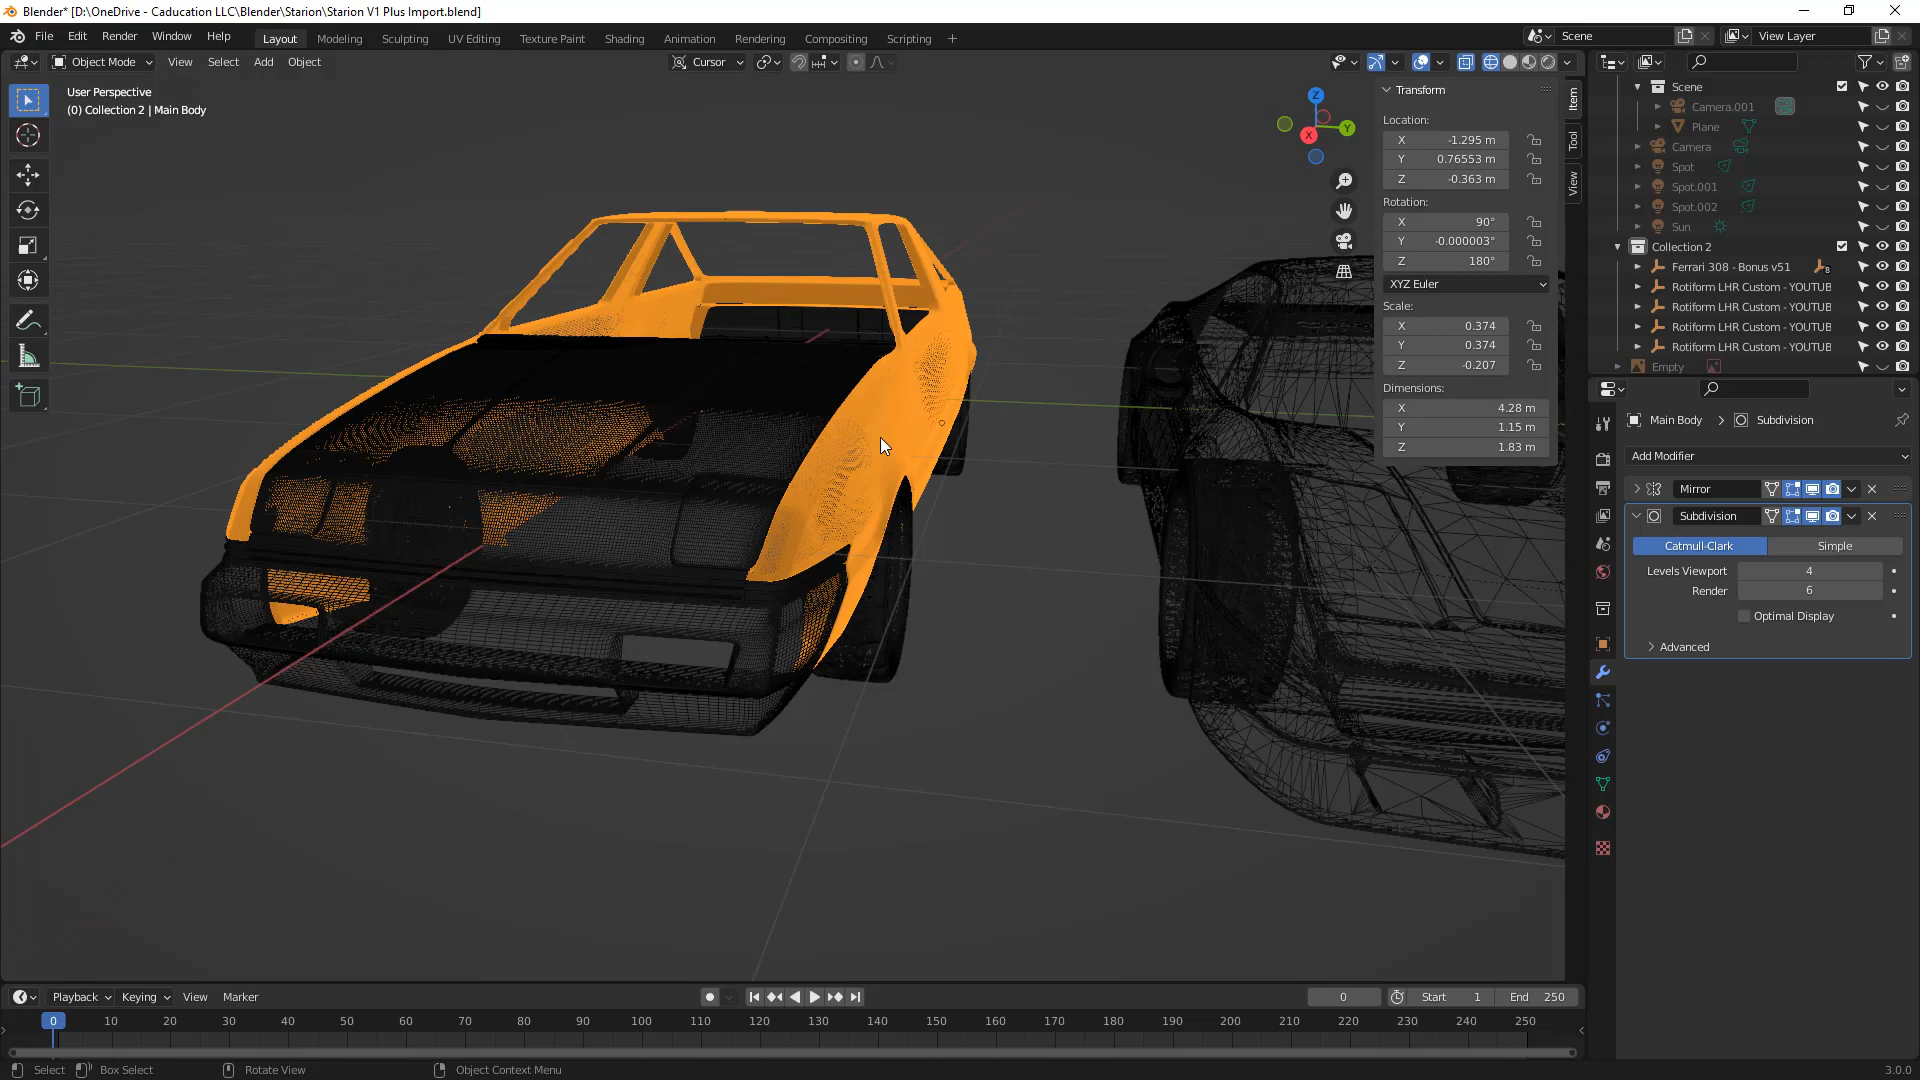 Blender* [D:\OneDrive - Caducation LLC\Blender\Starion\Starion V1 Plus Import.blend]
File Edit Render Window Help Layout Modeling Sculpting UV Editing Texture Paint Shading Animation Rendering Compositing Scripting + Scene View Layer
Object Mode View Select Add Object Cursor
User Perspective
(0) Collection 2 | Main Body
Z
Y
X
Transform
Location:
X -1.295 m
Y 0.76553 m
Z -0.363 m
Rotation:
X 90°
Y -0.000003°
Z 180°
XYZ Euler
Scale:
X 0.374
Y 0.374
Z -0.207
Dimensions:
X 4.28 m
Y 1.15 m
Z 1.83 m
Item
Tool
View
Scene
Camera.001
Plane
Camera
Spot
Spot.001
Spot.002
Sun
Collection 2
Ferrari 308 - Bonus v51 8
Rotiform LHR Custom - YOUTUB
Rotiform LHR Custom - YOUTUB
Rotiform LHR Custom - YOUTUB
Rotiform LHR Custom - YOUTUB
Empty
Main Body > Subdivision
Add Modifier
Mirror
Subdivision
Catmull-Clark Simple
Levels Viewport 4
Render 6
Optimal Display
Advanced
Playback Keying View Marker 0 Start 1 End 250
0 10 20 30 40 50 60 70 80 90 100 110 120 130 140 150 160 170 180 190 200 210 220 230 240 250
Select Box Select Rotate View Object Context Menu 3.0.0